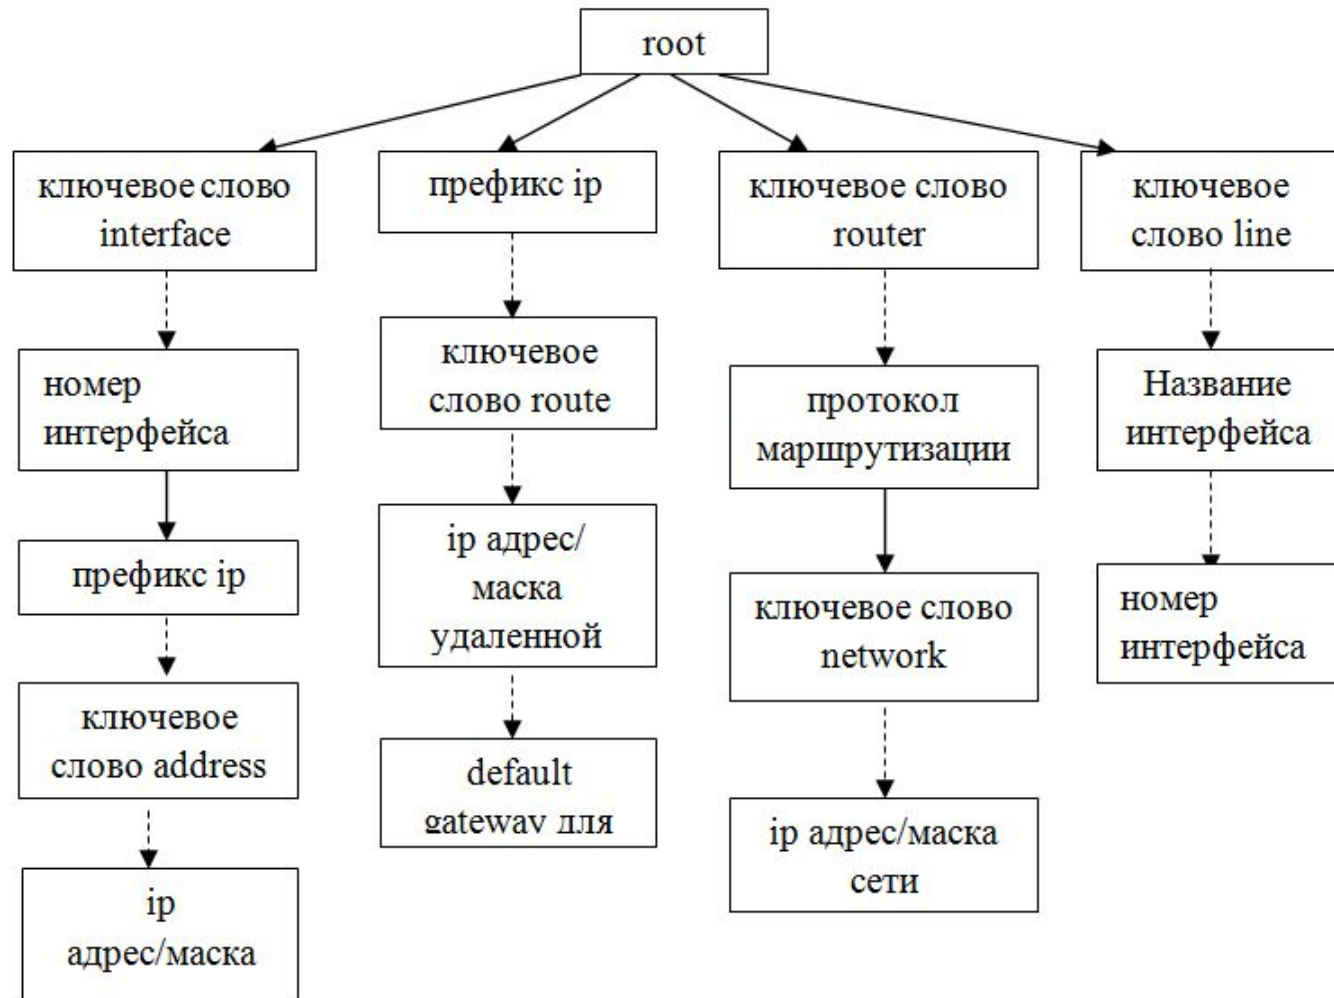 root
ключевое слово
interface
номер
интерфейса
префикс ip
ключевое
слово address
ip
адрес/маска
префикс ip
ключевое
слово route
ip адрес/
маска
удаленной
default
gateway для
ключевое слово
router
протокол
маршрутизации
ключевое слово
network
ip адрес/маска
сети
ключевое
слово line
Название
интерфейса
номер
интерфейса